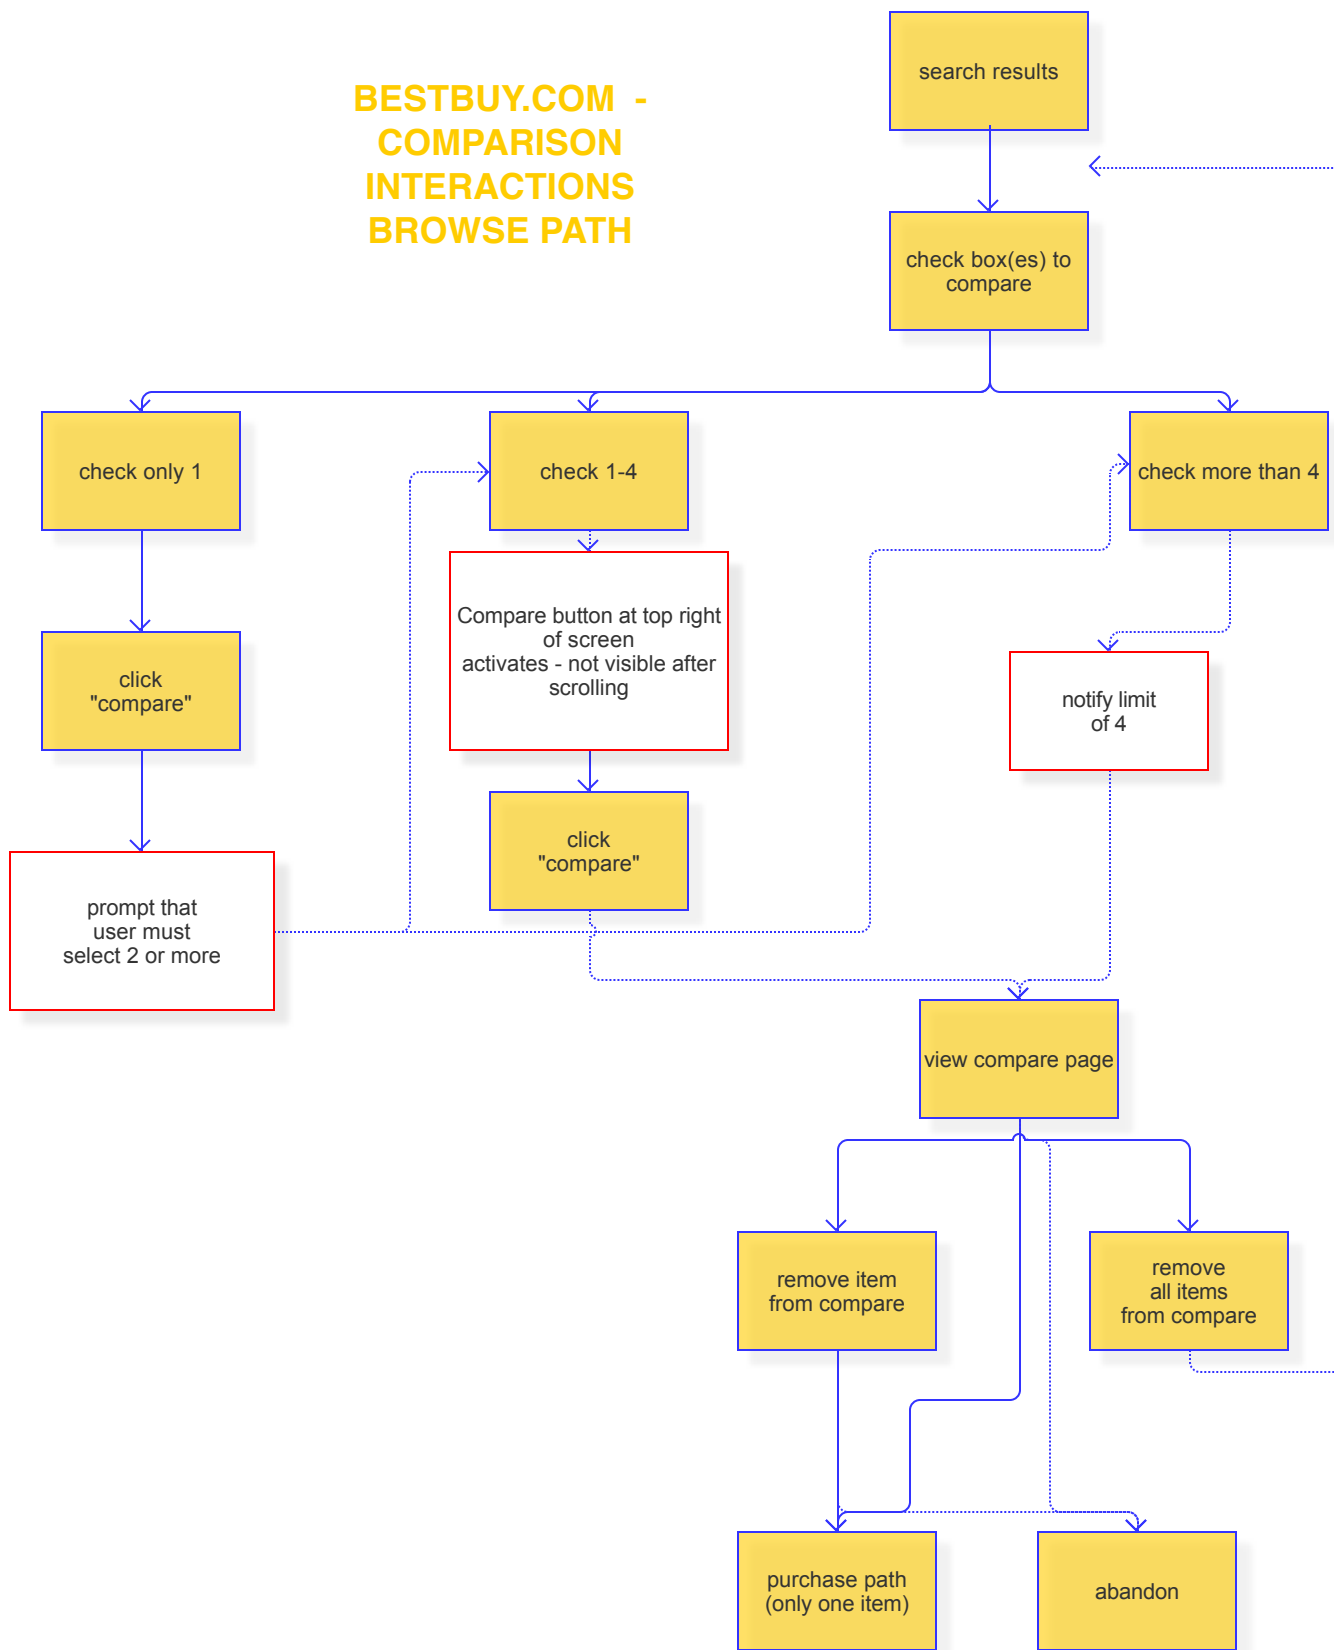 search results
BESTBUY.COM -
COMPARISON
INTERACTIONS
BROWSE PATH
check box(es) to
compare
check only 1
check 1-4
check more than 4
Compare button at top right
of screen
activates - not visible after
scrolling
click
"compare"
notify limit
of 4
click
"compare"
prompt that
user must
select 2 or more
view compare page
remove item
from compare
remove
all items
from compare
purchase path
(only one item)
abandon